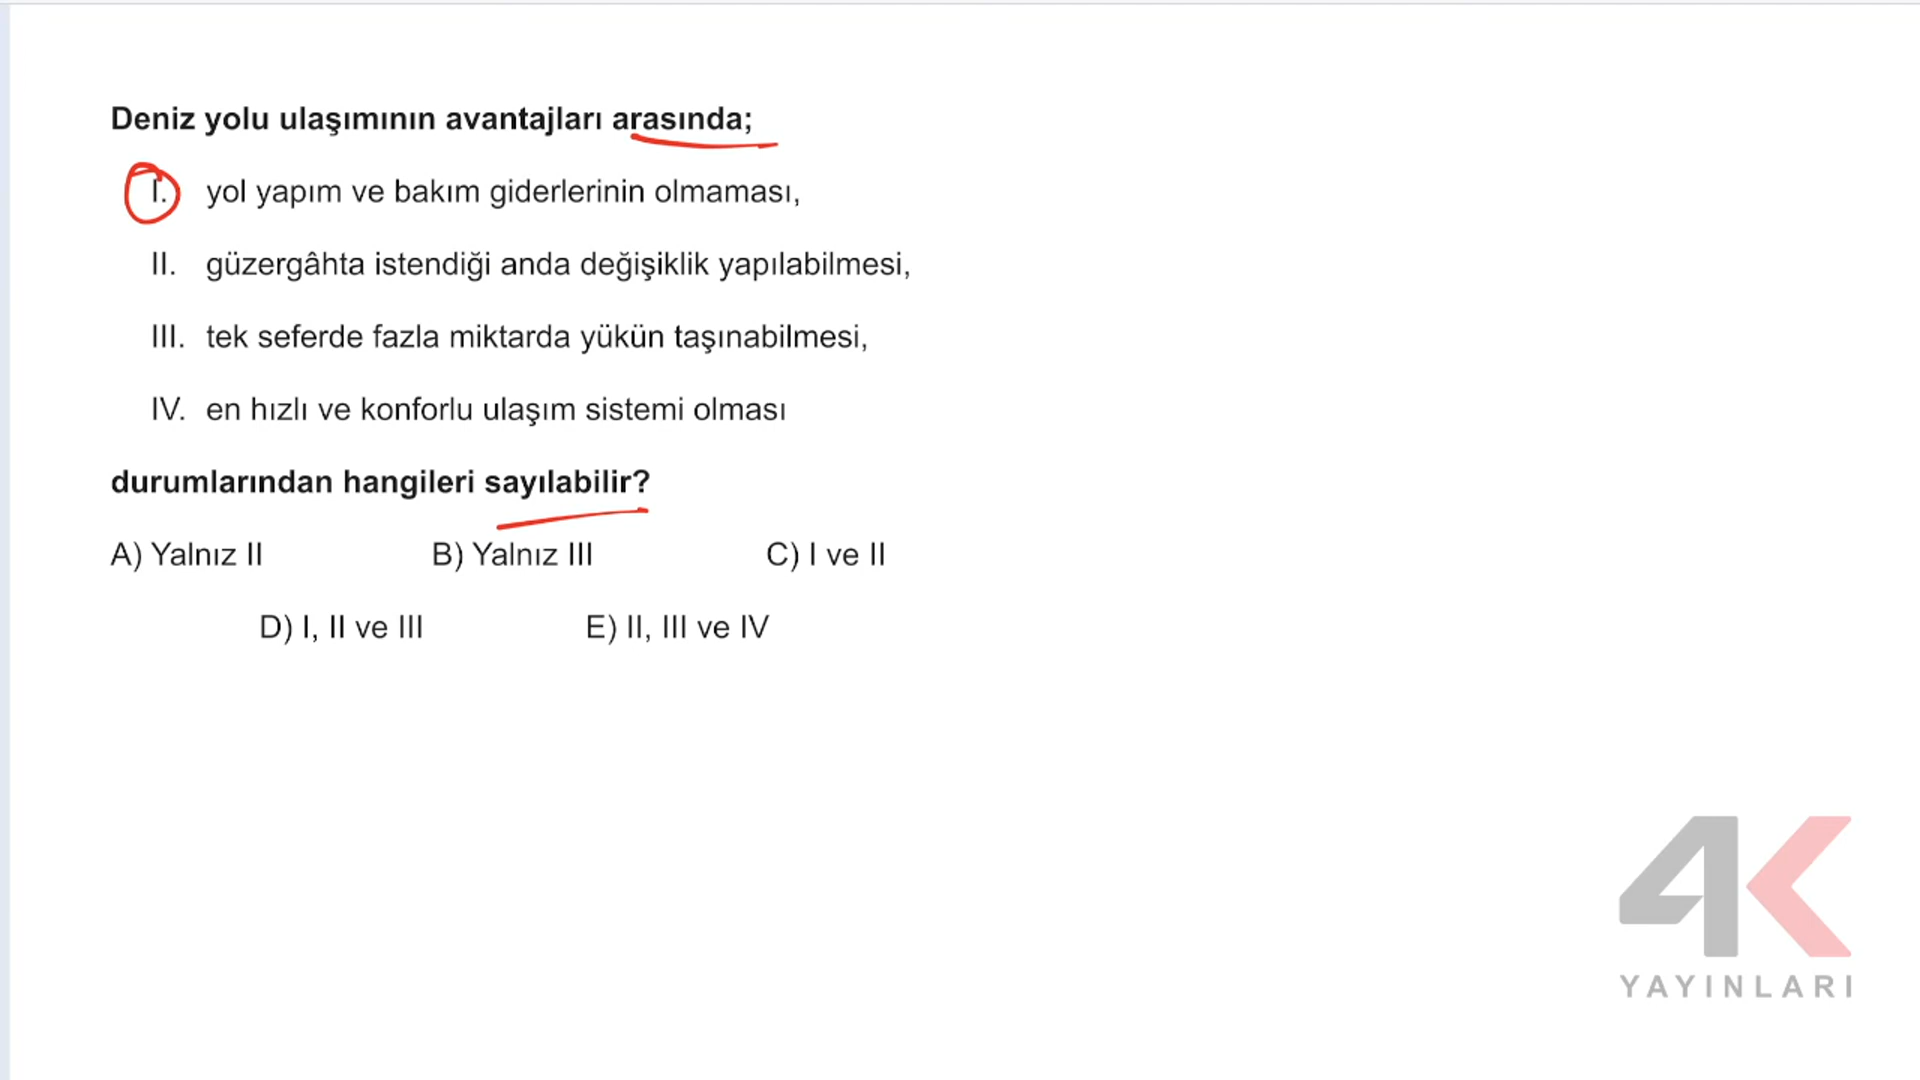 Deniz yolu ulaşımının avantajları arasında;
I. yol yapım ve bakım giderlerinin olmaması,
II. güzergâhta istendiği anda değişiklik yapılabilmesi,
III. tek seferde fazla miktarda yükün taşınabilmesi,
IV. en hızlı ve konforlu ulaşım sistemi olması
durumlarından hangileri sayılabilir?
A) Yalnız II B) Yalnız III C) I ve II
D) I, II ve III E) II, III ve IV
4K
YAYINLARI